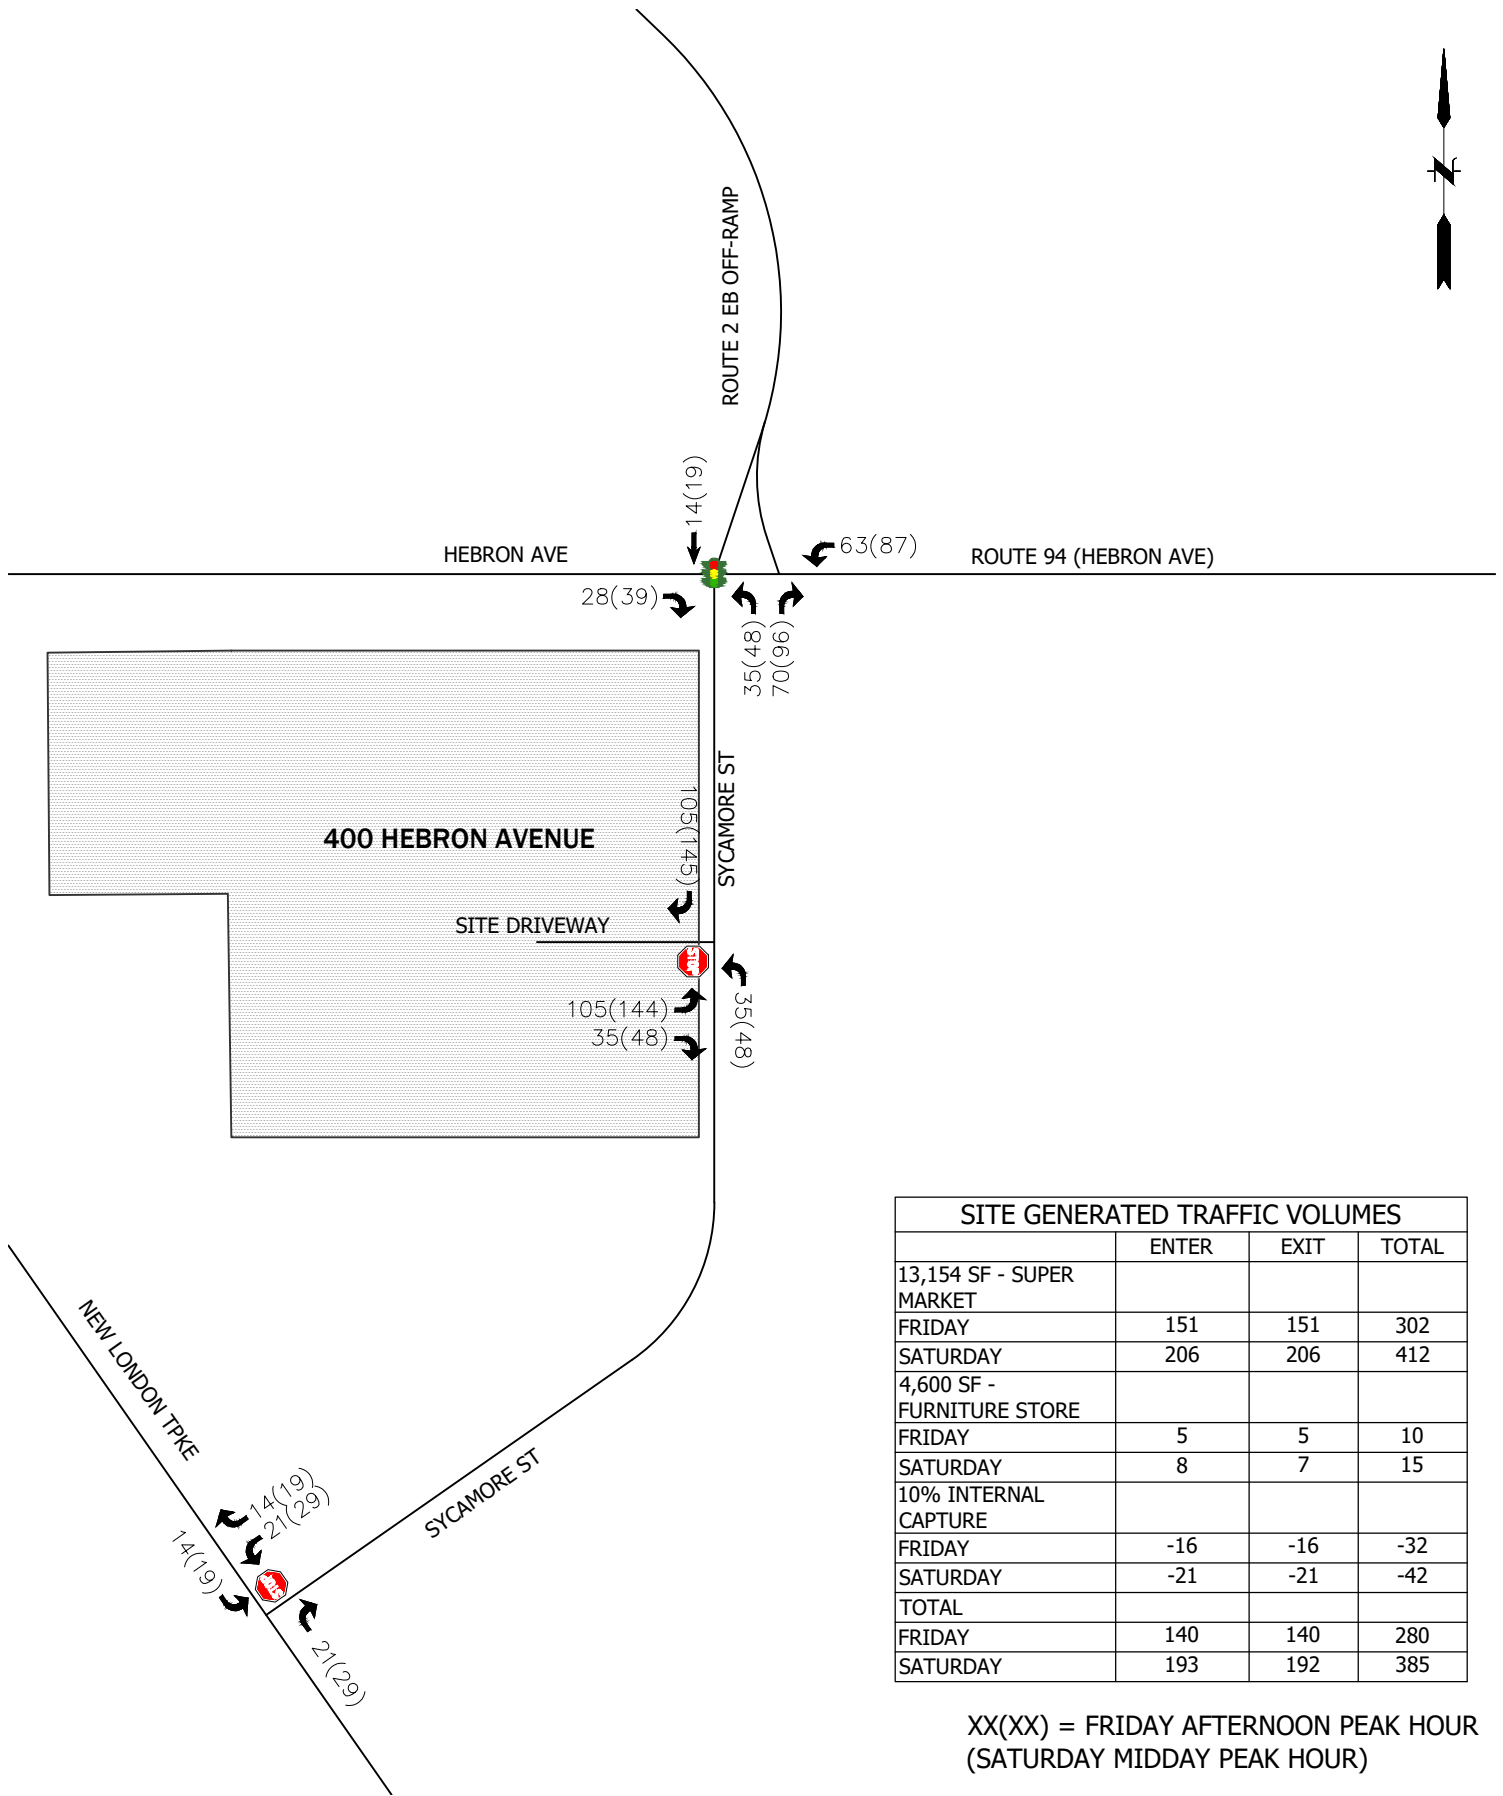 N
ROUTE 2 EB OFF-RAMP
14(19)
HEBRON AVE
63(87)
ROUTE 94 (HEBRON AVE)
28(39)
35(48)
70(96)
SYCAMORE ST
105(145)
400 HEBRON AVENUE
SITE DRIVEWAY
STOP
105(144)
35(48)
35(48)
NEW LONDON TPKE
SYCAMORE ST
14(19)
21(29)
14(19)
STOP
21(29)
SITE GENERATED TRAFFIC VOLUMES
ENTER EXIT TOTAL
13,154 SF - SUPER
MARKET
FRIDAY 151 151 302
SATURDAY 206 206 412
4,600 SF -
FURNITURE STORE
FRIDAY 5 5 10
SATURDAY 8 7 15
10% INTERNAL
CAPTURE
FRIDAY -16 -16 -32
SATURDAY -21 -21 -42
TOTAL
FRIDAY 140 140 280
SATURDAY 193 192 385
XX(XX) = FRIDAY AFTERNOON PEAK HOUR
(SATURDAY MIDDAY PEAK HOUR)